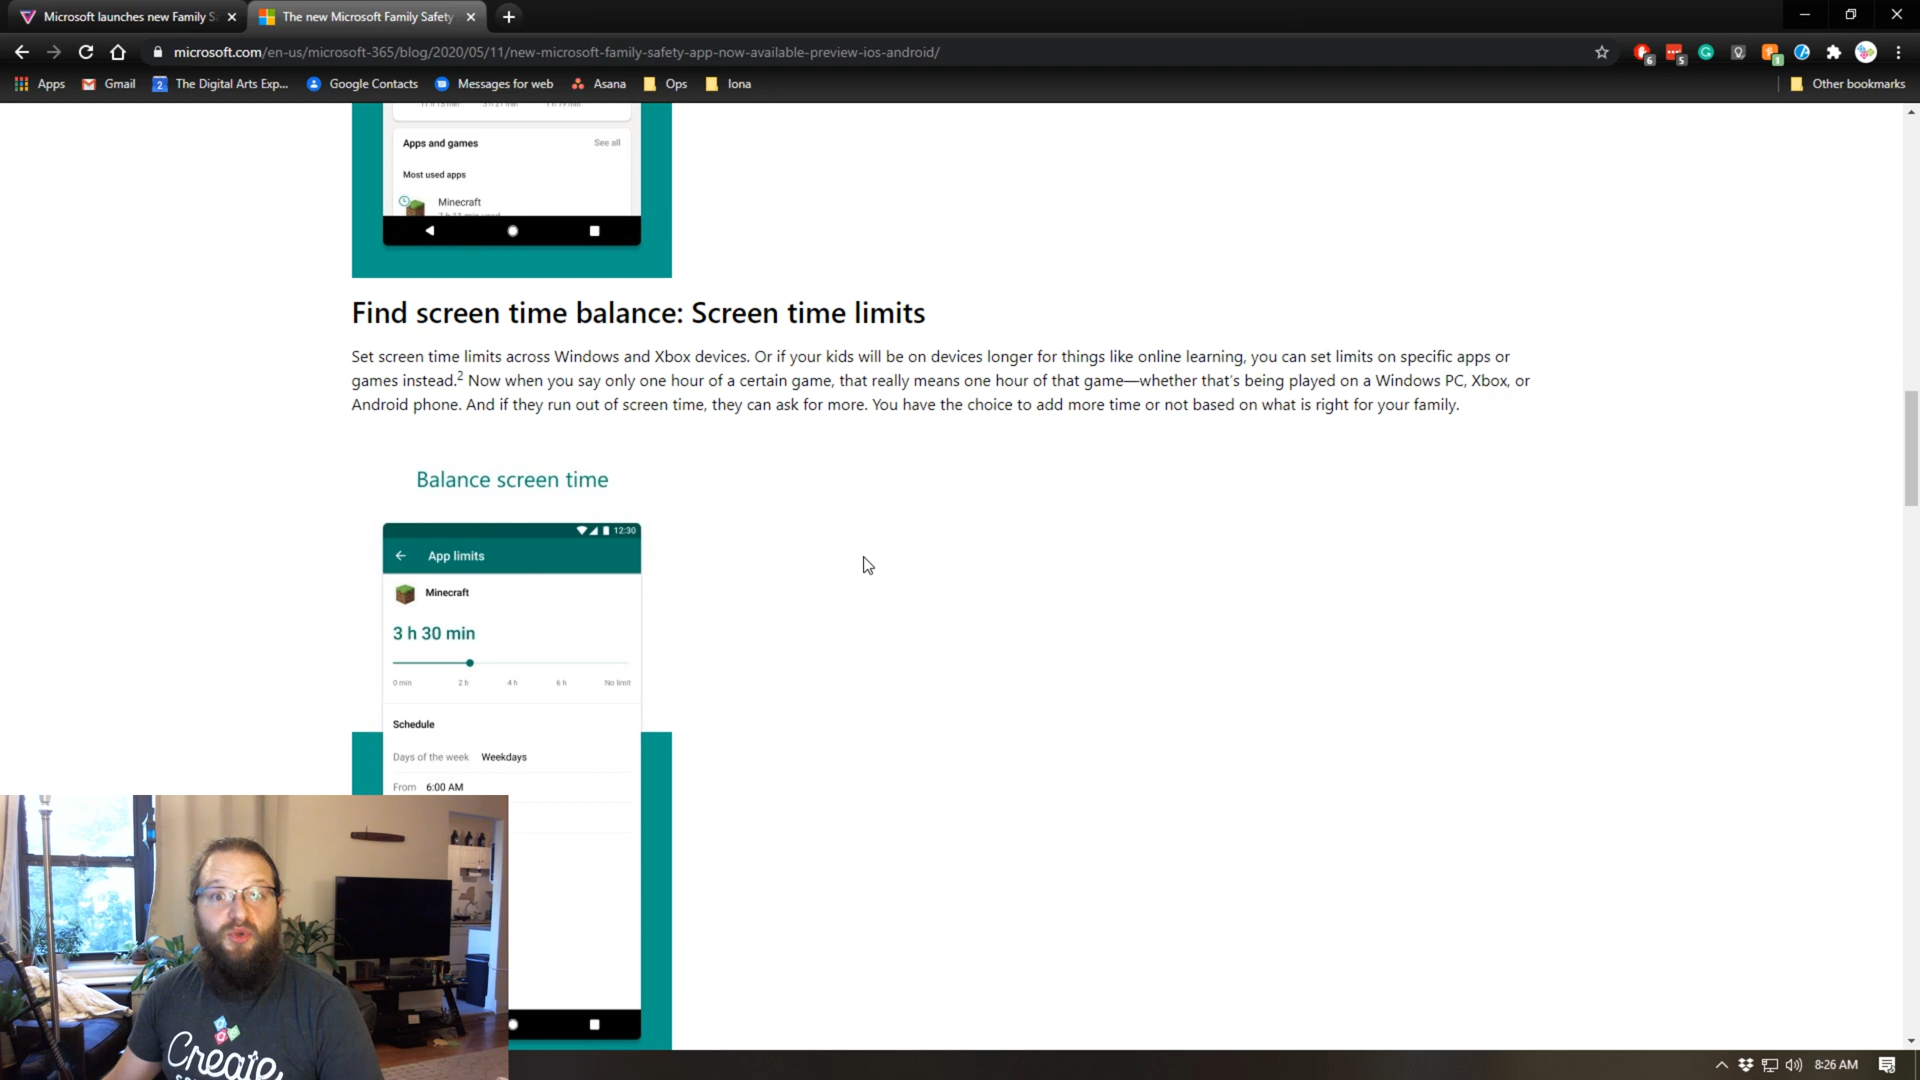 Microsoft launches new Family S
The new Microsoft Family Safety
microsoft.com/en-us/microsoft-365/blog/2020/05/11/new-microsoft-family-safety-app-now-available-preview-ios-android/
6
5
1
Apps
Gmail
2
The Digital Arts Exp...
Google Contacts
Messages for web
Asana
Ops
Iona
Other bookmarks
Apps and games
See all
Most used apps
Minecraft
Find screen time balance: Screen time limits
Set screen time limits across Windows and Xbox devices. Or if your kids will be on devices longer for things like online learning, you can set limits on specific apps or
games instead.2 Now when you say only one hour of a certain game, that really means one hour of that game—whether that's being played on a Windows PC, Xbox, or
Android phone. And if they run out of screen time, they can ask for more. You have the choice to add more time or not based on what is right for your family.
Balance screen time
12:30
App limits
Minecraft
3 h 30 min
0 min
2 h
4 h
6 h
No limit
Schedule
Days of the week Weekdays
From 6:00 AM
Create
8:26 AM